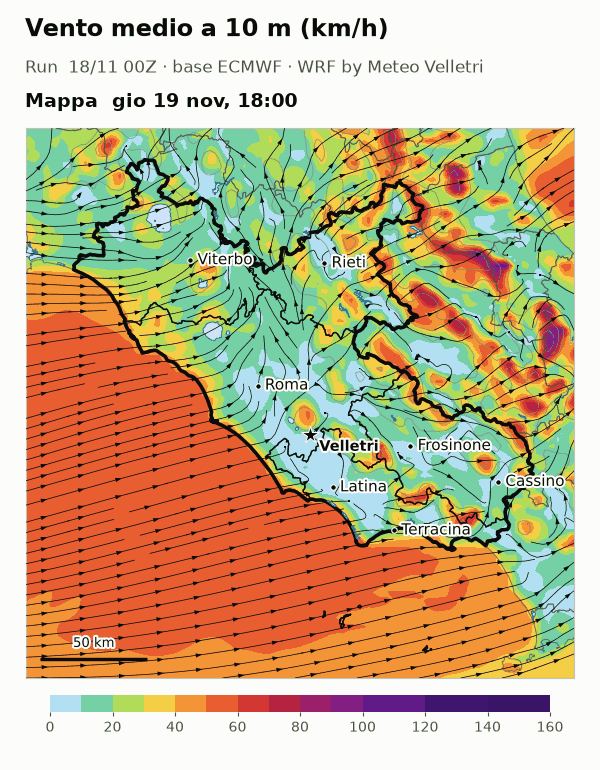 Vento medio a 10 m (km/h)
Run 18/11 00Z · base ECMWF · WRF by Meteo Velletri
Mappa gio 19 nov, 18:00
Viterbo
Rieti
Roma
Velletri
Frosinone
Latina
Cassino
Terracina
50 km
0 20 40 60 80 100 120 140 160